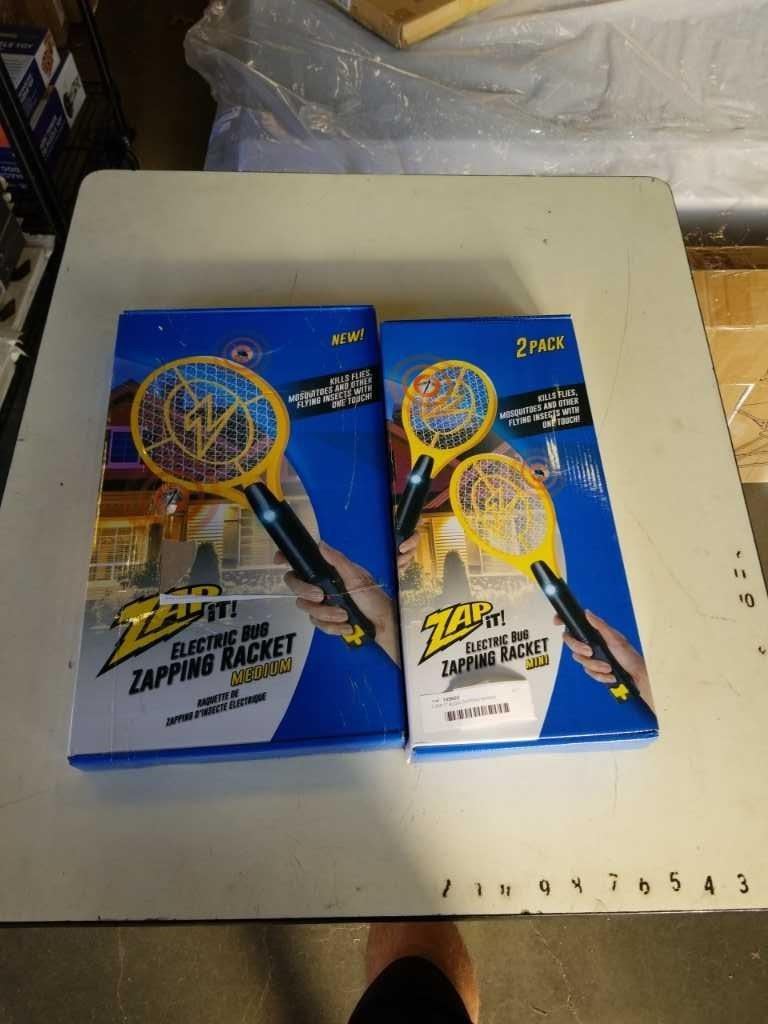 NEW!
KILLS FLIES,
MOSQUITOES AND OTHER
FLYING INSECTS WITH
ONE TOUCH!
ZAP IT!
ELECTRIC BUG
ZAPPING RACKET
MEDIUM
RAQUETTE DE
ZAPPING D'INSECTE ÉLECTRIQUE
2 PACK
KILLS FLIES,
MOSQUITOES AND OTHER
FLYING INSECTS WITH
ONE TOUCH!
ZAP IT!
ELECTRIC BUG
ZAPPING RACKET
MINI
11
10
9 8 7 6 5 4 3